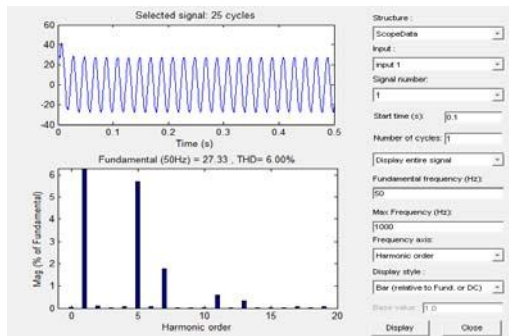 Selected signal: 25 cycles
60
40
20
0
-20
-40
0
0.1
0.2
0.3
0.4
0.5
Time (s)
Fundamental (50Hz) = 27.33 , THD= 6.00%
Mag (% of Fundamental)
6
5
4
3
2
1
0
0
5
10
15
20
Harmonic order
Structure :
ScopeData
Input :
input 1
Signal number:
1
Start time (s):
0.1
Number of cycles:
1
Display entire signal
Fundamental frequency (Hz):
50
Max Frequency (Hz):
1000
Frequency axis:
Harmonic order
Display style :
Bar (relative to Fund. or DC)
Base value :
1.0
Display
Close